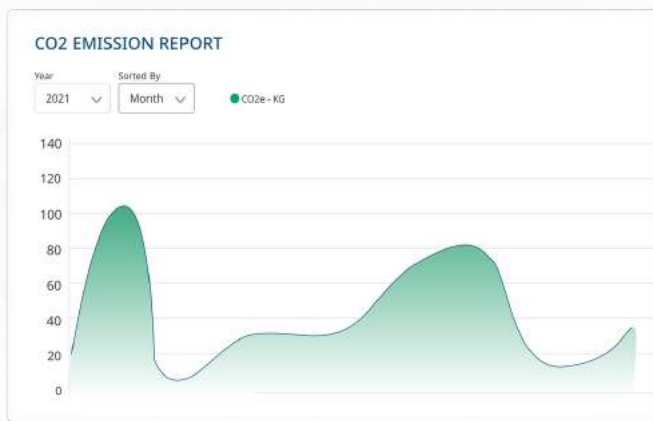 CO2 EMISSION REPORT
Year Sorted By
2021 Month CO2e - KG
140
120
100
80
60
40
20
0